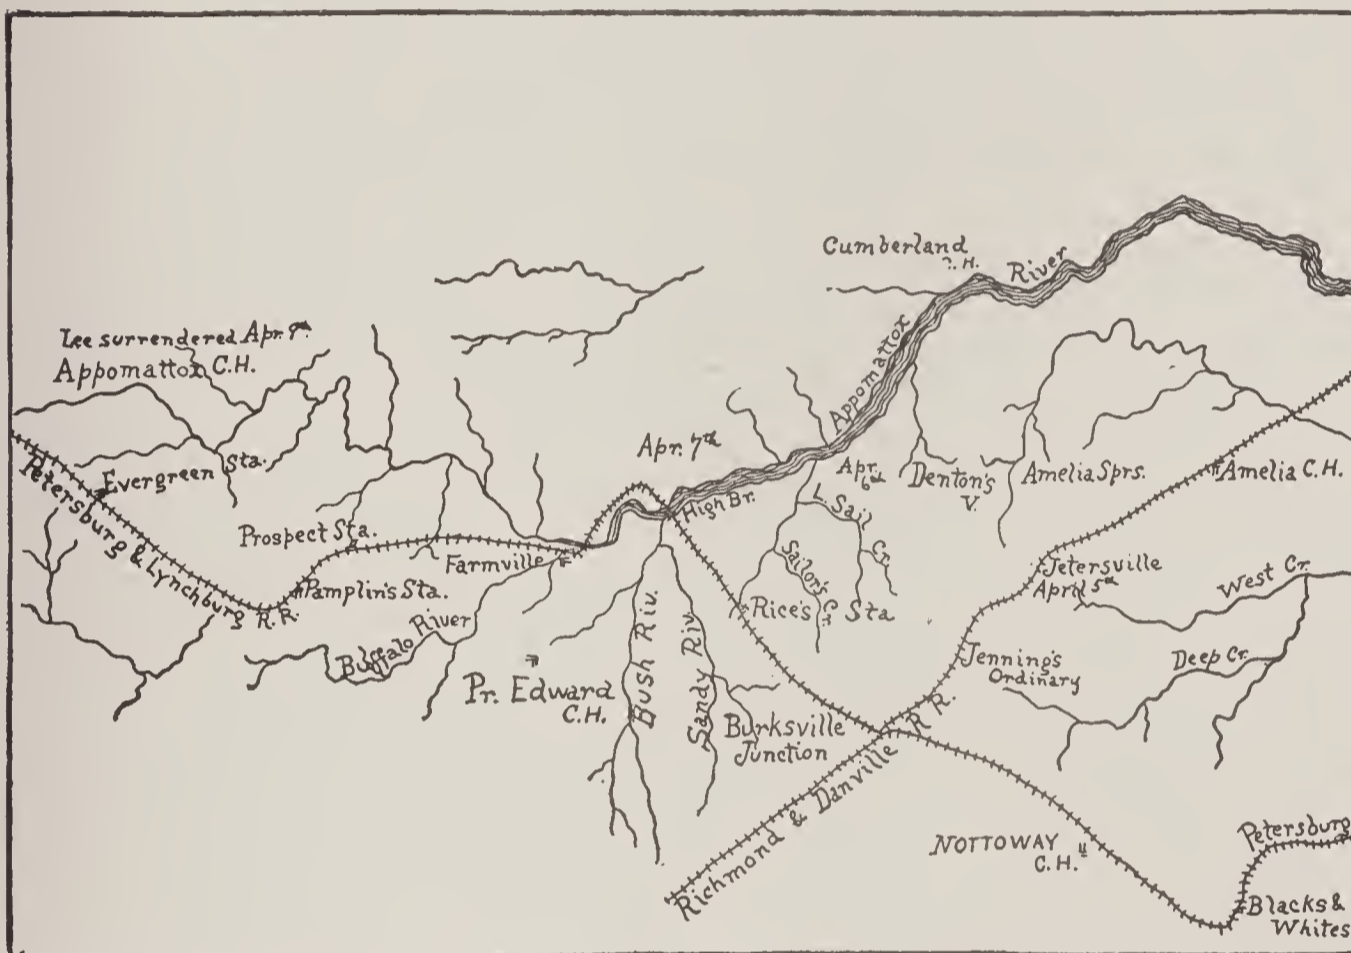 Cumberland
C. H.
River
Appomattox
Lee surrendered Apr. 9th
Appomattox C.H.
Evergreen Sta.
Petersburg & Lynchburg R. R.
Prospect Sta.
Pamplin's Sta.
Farmville
Buffalo River
Apr. 7th
High Br.
Apr.
6th
L. Sail Cr.
Sailor's Cr.
Rice's Sta
Denton's
V.
Amelia Sprs.
Amelia C.H.
Jetersville
April 5th
West Cr.
Deep Cr.
Jenning's
Ordinary
Pr. Edward
C.H.
Bush Riv.
Sandy Riv
Burksville
Junction
Richmond & Danville R R.
NOTTOWAY
C. H.
Petersburg
Blacks &
Whites